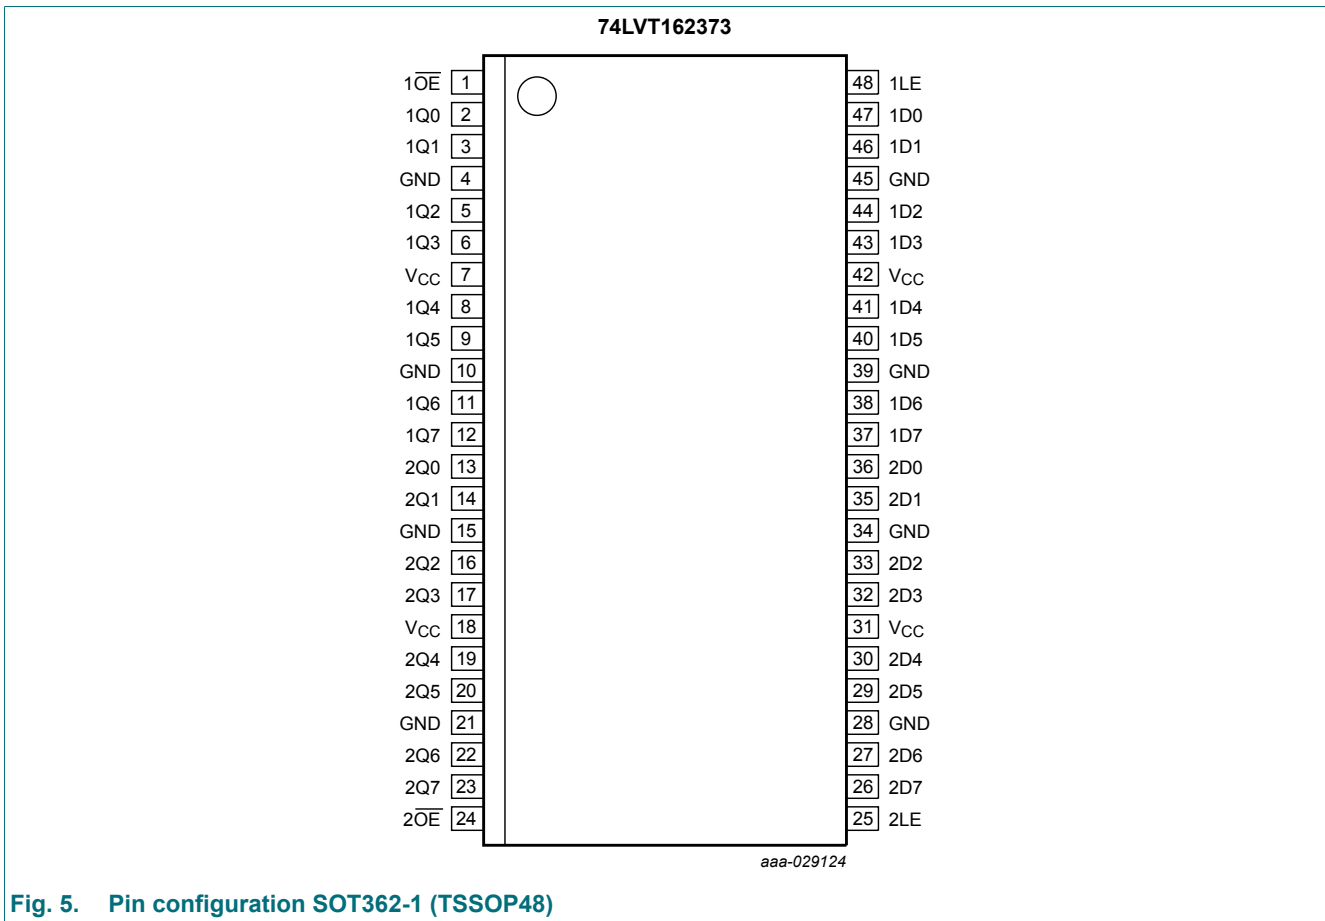 74LVT162373
1O̅E̅ 1 48 1LE
1Q0 2 47 1D0
1Q1 3 46 1D1
GND 4 45 GND
1Q2 5 44 1D2
1Q3 6 43 1D3
VCC 7 42 VCC
1Q4 8 41 1D4
1Q5 9 40 1D5
GND 10 39 GND
1Q6 11 38 1D6
1Q7 12 37 1D7
2Q0 13 36 2D0
2Q1 14 35 2D1
GND 15 34 GND
2Q2 16 33 2D2
2Q3 17 32 2D3
VCC 18 31 VCC
2Q4 19 30 2D4
2Q5 20 29 2D5
GND 21 28 GND
2Q6 22 27 2D6
2Q7 23 26 2D7
2O̅E̅ 24 25 2LE
aaa-029124
Fig. 5. Pin configuration SOT362-1 (TSSOP48)